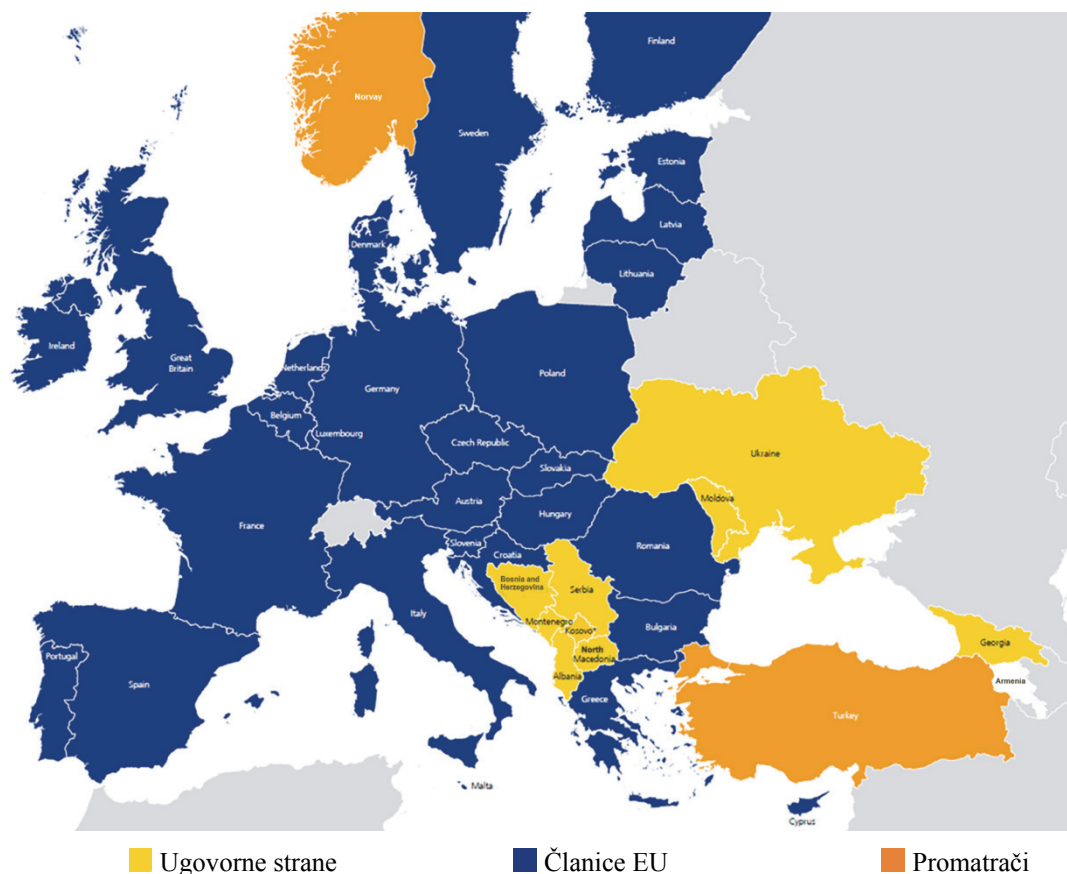 Finland
Norvay
Sweden
Estonia
Latvia
Denmark
Lithuania
Ireland
Great
Britain
Netherlands
Poland
Germany
Belgium
Luxembourg
Czech Republic
Ukraine
Slovakia
Moldova
Austria
Hungary
France
Romania
Slovenia
Croatia
Bosnia and
Herzegovina
Serbia
Italy
Montenegro
Kosovo*
Bulgaria
Georgia
North
Macedonia
Portugal
Albania
Armenia
Spain
Greece
Turkey
Malta
Cyprus
Ugovorne strane
Članice EU
Promatrači